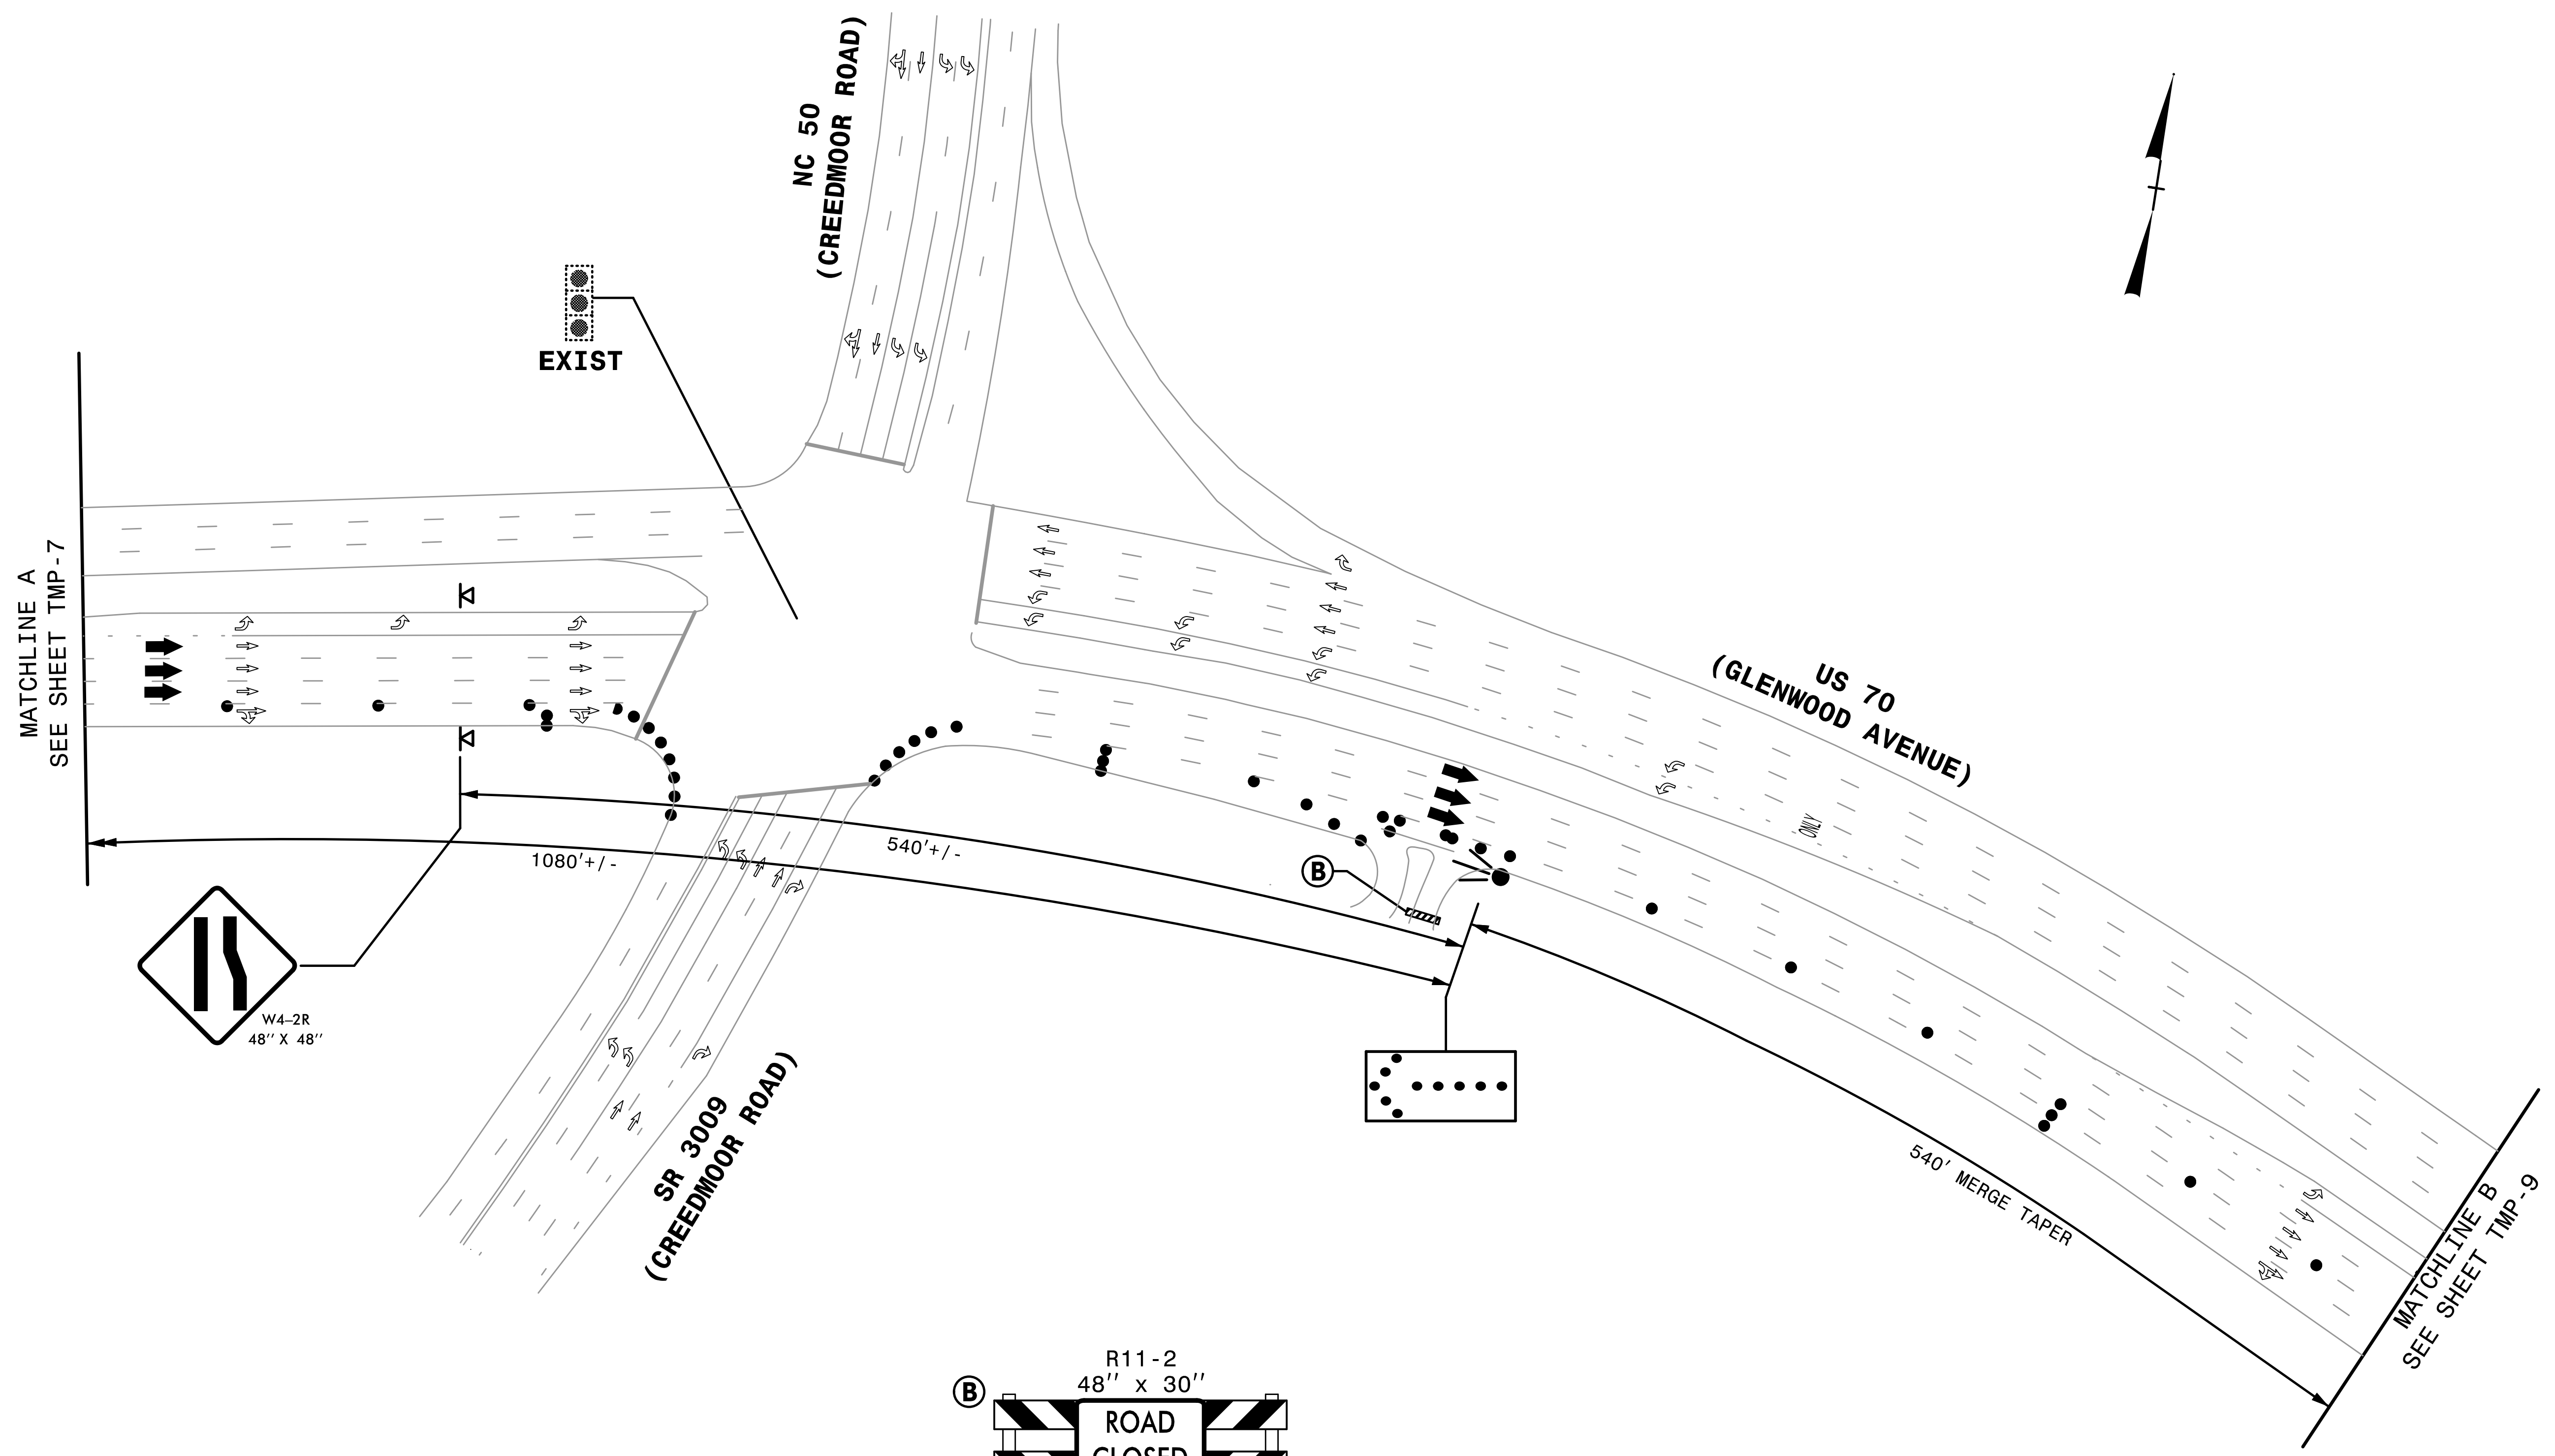 NC 50
(CREEDMOOR ROAD)
EXIST
MATCHLINE A
SEE SHEET TMP-7
US 70
(GLENWOOD AVENUE)
ONLY
540'+/-
1080'+/-
B
W4-2R
48'' X 48''
SR 3009
(CREEDMOOR ROAD)
540' MERGE TAPER
MATCHLINE B
SEE SHEET TMP-9
R11-2
48'' x 30''
B
ROAD
CLOSED